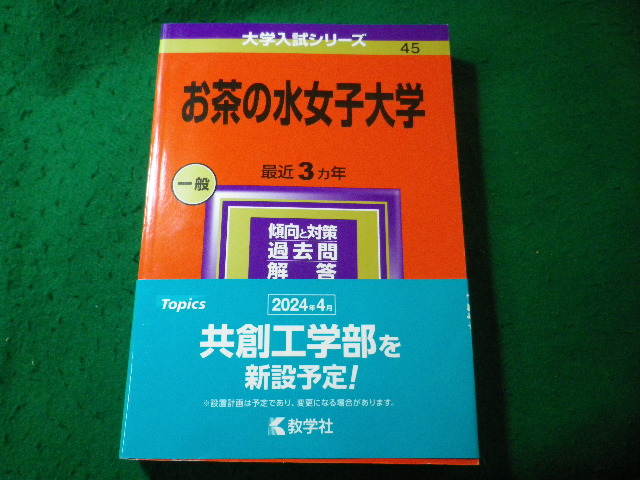 大学入試シリーズ
45
お茶の水女子大学
最近3ヵ年
一般
傾向と対策
過去問
解答
Topics
2024年4月
共創工学部を
新設予定!
※設置計画は予定であり、変更になる場合があります。
教学社